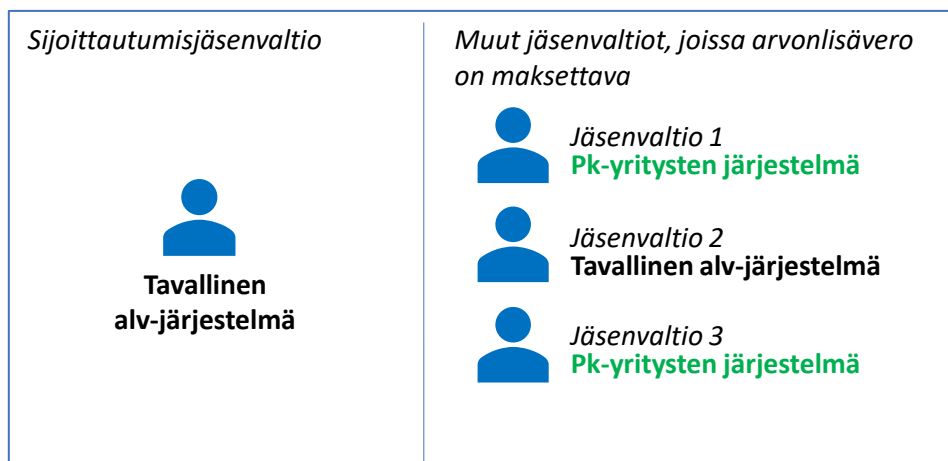 Sijoittautumisjäsenvaltio
Tavallinen
alv-järjestelmä
Muut jäsenvaltiot, joissa arvonlisävero
on maksettava
Jäsenvaltio 1
Pk-yritysten järjestelmä
Jäsenvaltio 2
Tavallinen alv-järjestelmä
Jäsenvaltio 3
Pk-yritysten järjestelmä